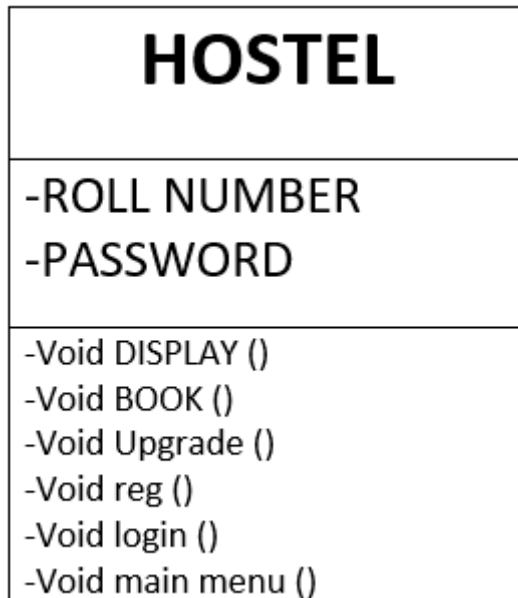 HOSTEL
-ROLL NUMBER
-PASSWORD
-Void DISPLAY ()
-Void BOOK ()
-Void Upgrade ()
-Void reg ()
-Void login ()
-Void main menu ()